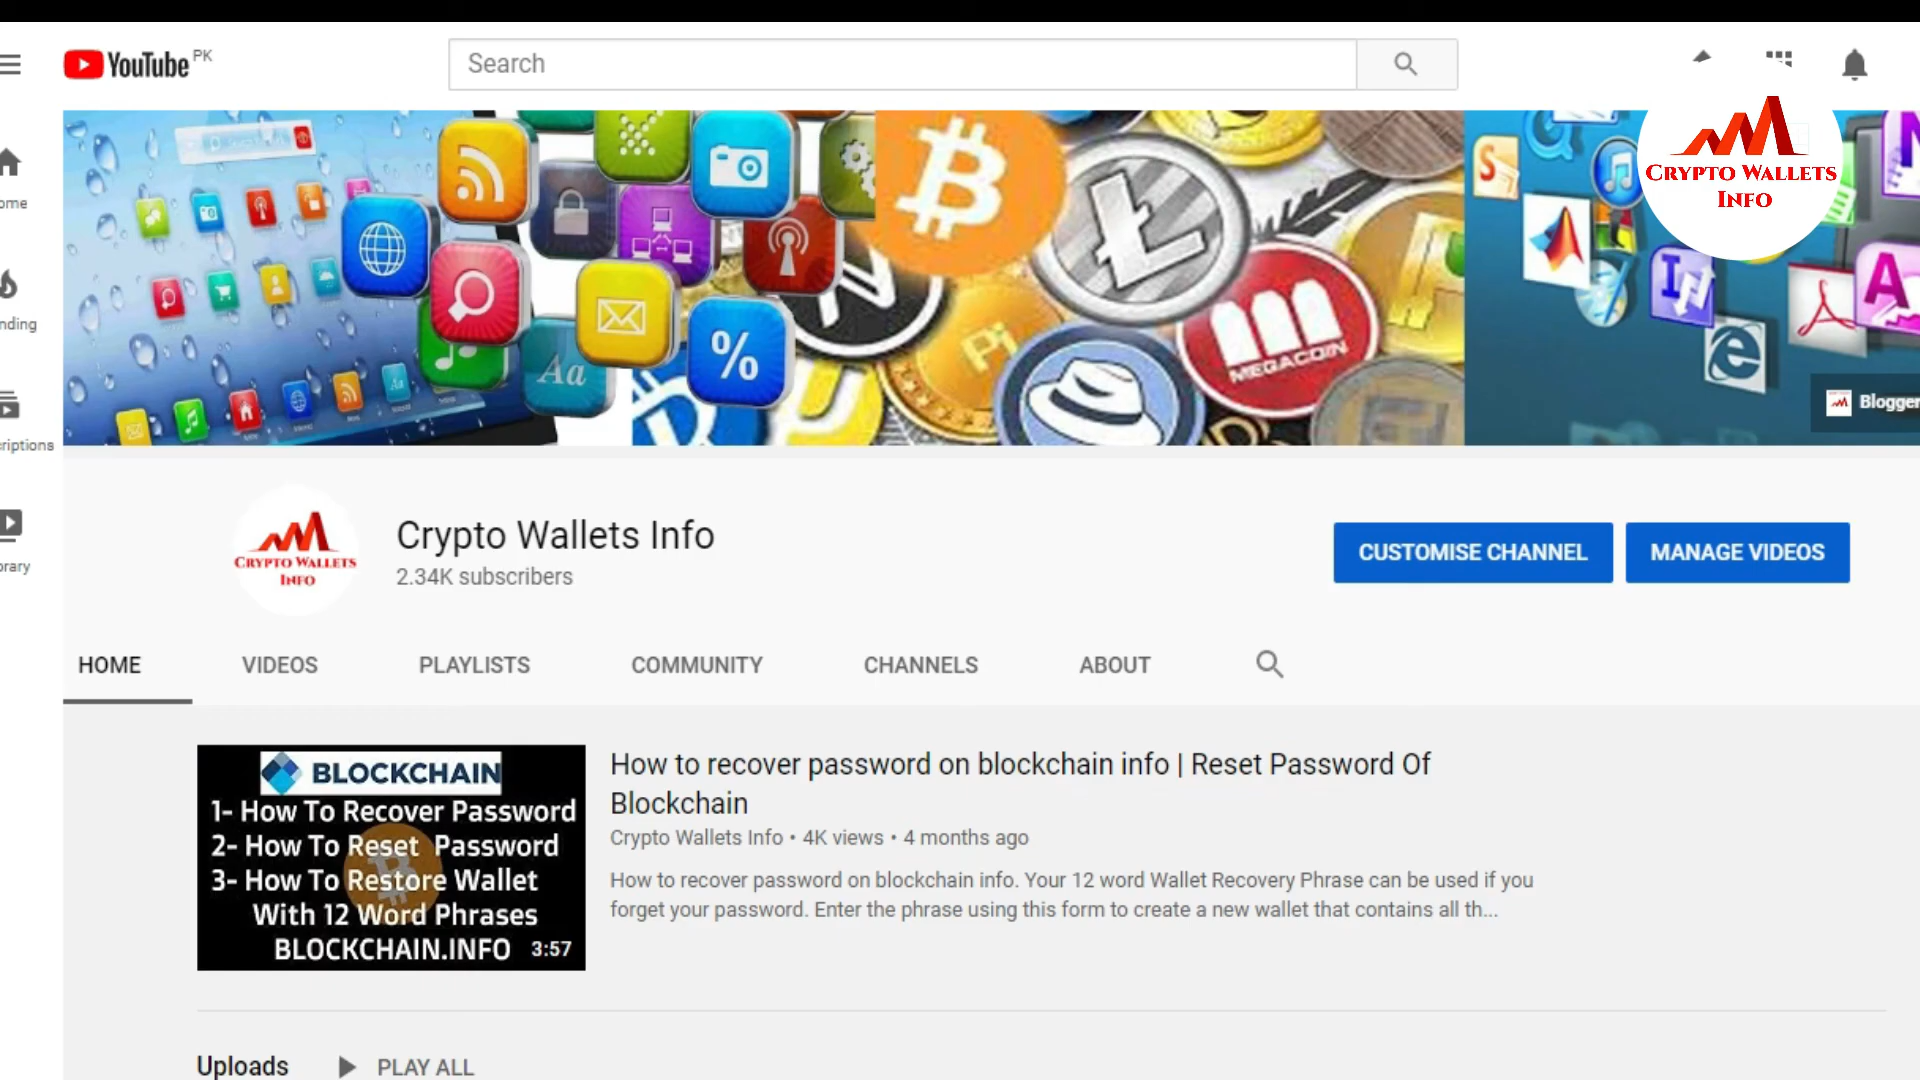 YouTube PK
Search
CRYPTO WALLETS
INFO
ome
nding
criptions
brary
Aa
%
Pi
MEGACOIN
Blogger
CRYPTO WALLETS
INFO
Crypto Wallets Info
2.34K subscribers
CUSTOMISE CHANNEL
MANAGE VIDEOS
HOME
VIDEOS
PLAYLISTS
COMMUNITY
CHANNELS
ABOUT
BLOCKCHAIN
1- How To Recover Password
2- How To Reset Password
3- How To Restore Wallet
With 12 Word Phrases
BLOCKCHAIN.INFO
3:57
How to recover password on blockchain info | Reset Password Of
Blockchain
Crypto Wallets Info • 4K views • 4 months ago
How to recover password on blockchain info. Your 12 word Wallet Recovery Phrase can be used if you
forget your password. Enter the phrase using this form to create a new wallet that contains all th...
Uploads
PLAY ALL